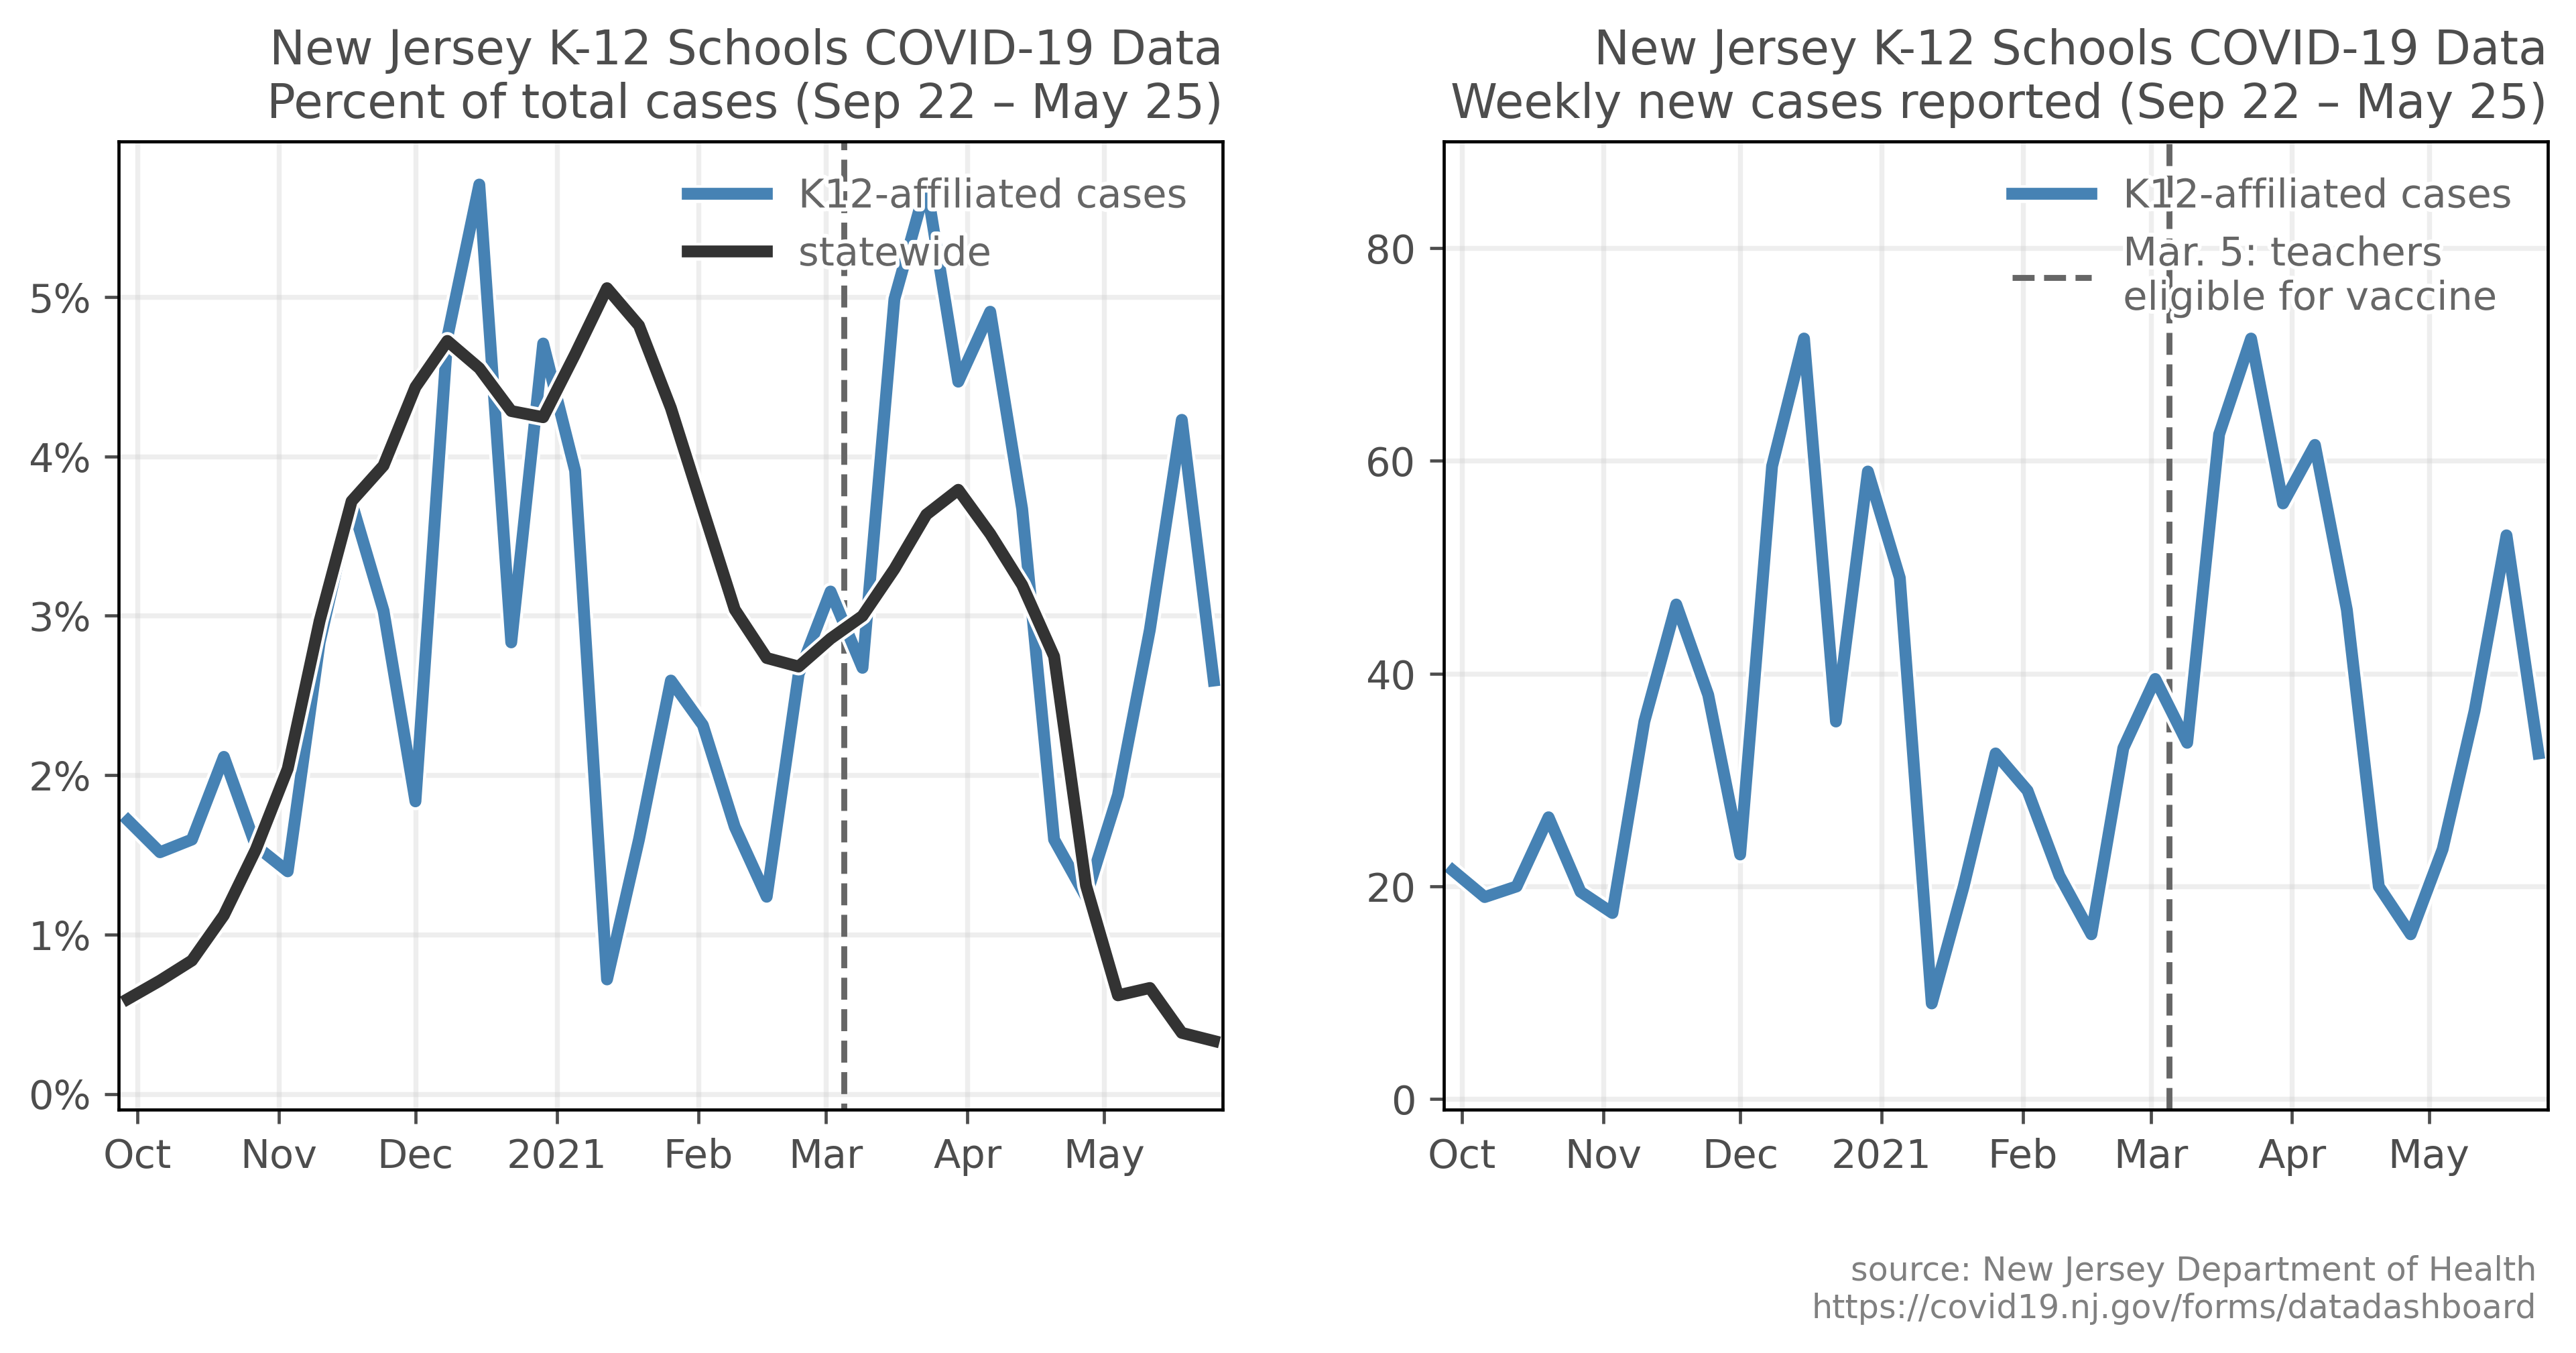 New Jersey K-12 Schools COVID-19 Data
Percent of total cases (Sep 22 – May 25)
K12-affiliated cases
statewide
5%
4%
3%
2%
1%
0%
Oct Nov Dec 2021 Feb Mar Apr May
New Jersey K-12 Schools COVID-19 Data
Weekly new cases reported (Sep 22 – May 25)
K12-affiliated cases
Mar. 5: teachers
eligible for vaccine
80
60
40
20
0
Oct Nov Dec 2021 Feb Mar Apr May
source: New Jersey Department of Health
https://covid19.nj.gov/forms/datadashboard